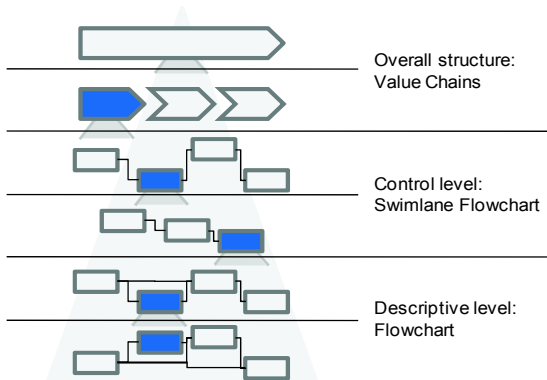 Overall structure:
Value Chains
Control level:
Swimlane Flowchart
Descriptive level:
Flowchart